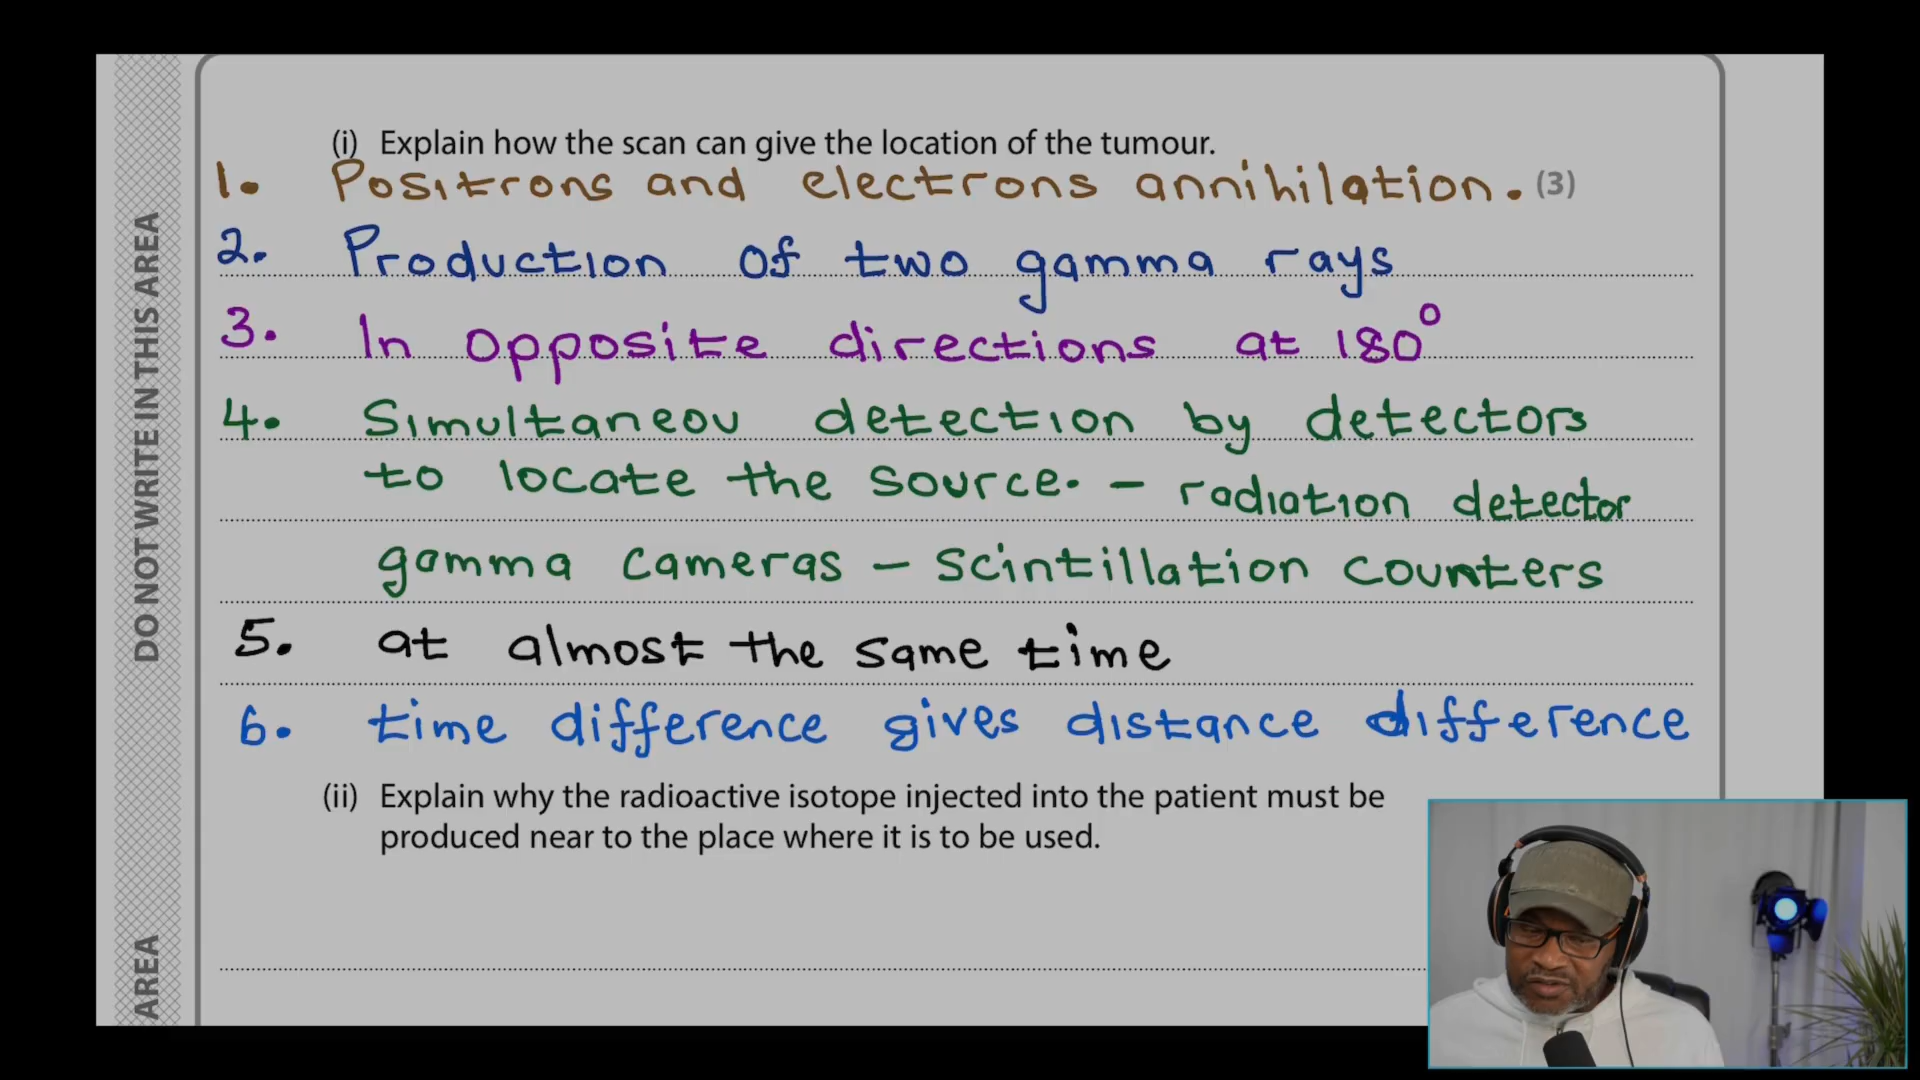 (i) Explain how the scan can give the location of the tumour.
1. Positrons and electrons annihilation. (3)
2. Production of two gamma rays
3. In opposite directions at 180°
4. Simultaneou detection by detectors
to locate the source. - radiation detector
gamma cameras - scintillation counters
5. at almost the same time
6. time difference gives distance difference
(ii) Explain why the radioactive isotope injected into the patient must be
produced near to the place where it is to be used.
DO NOT WRITE IN THIS AREA
AREA